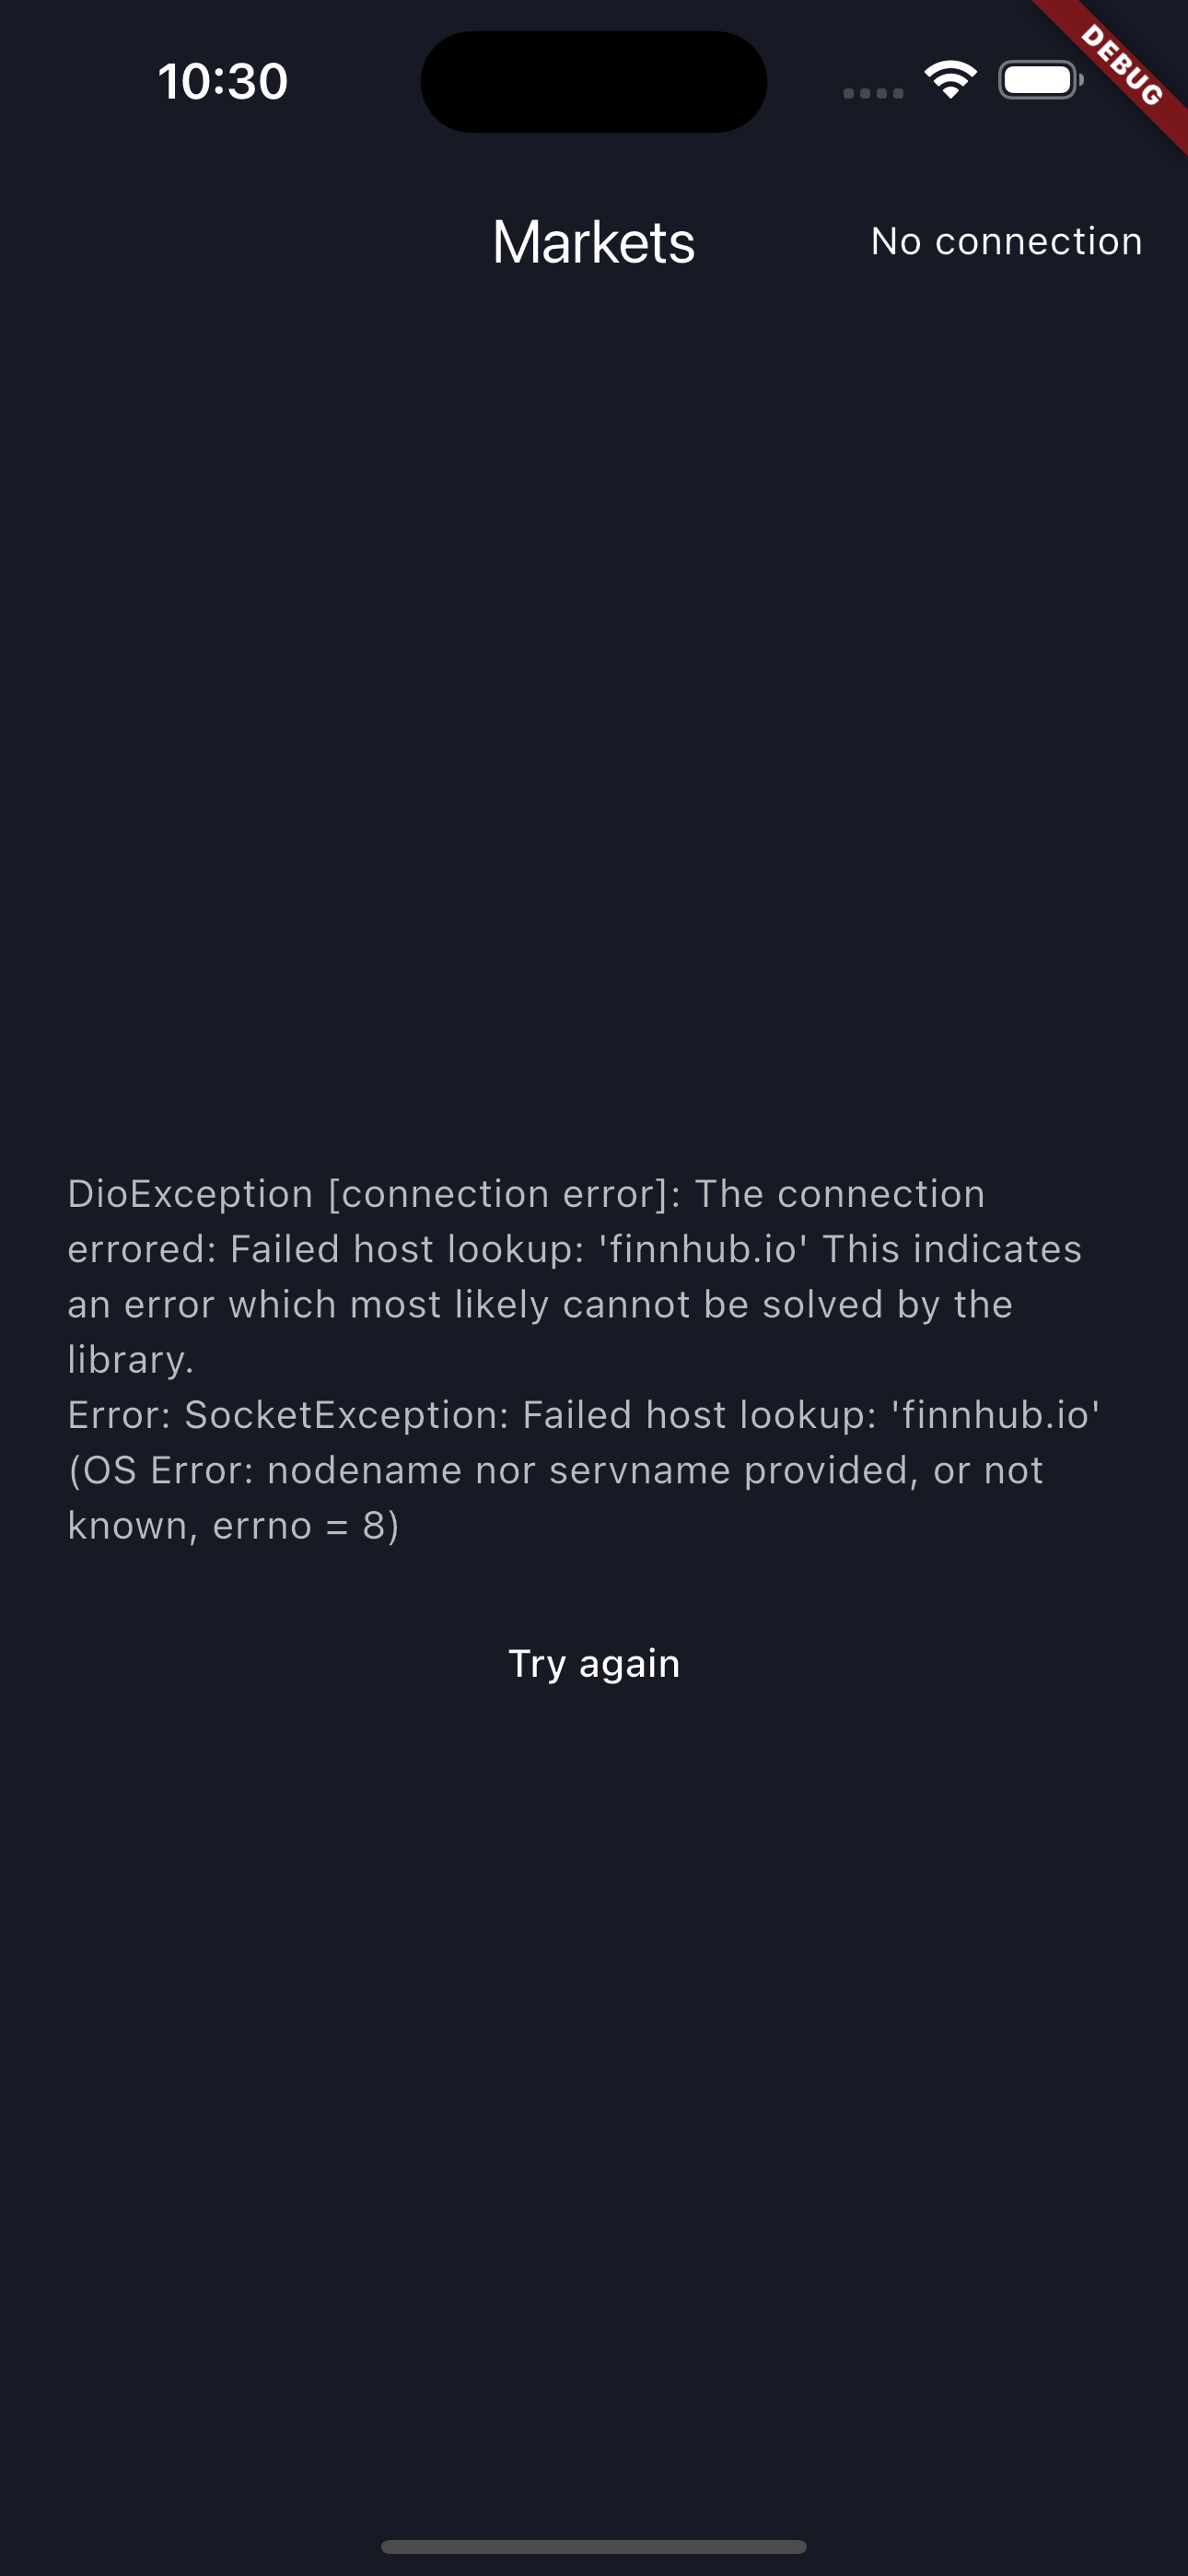 10:30
DEBUG
Markets
No connection
DioException [connection error]: The connection
errored: Failed host lookup: 'finnhub.io' This indicates
an error which most likely cannot be solved by the
library.
Error: SocketException: Failed host lookup: 'finnhub.io'
(OS Error: nodename nor servname provided, or not
known, errno = 8)
Try again